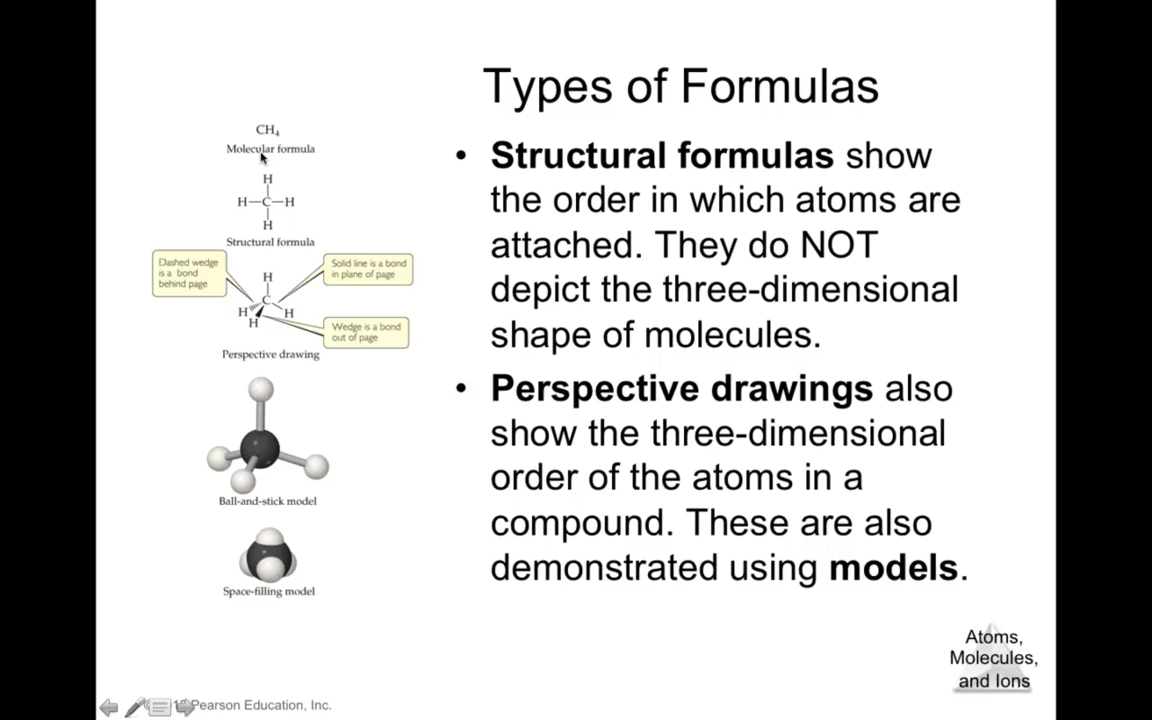 Types of Formulas
CH₄
Molecular formula
H
H—C—H
H
Structural formula
Dashed wedge
is a bond
behind page
Solid line is a bond
in plane of page
H
C
H
H
H
Wedge is a bond
out of page
Perspective drawing
Ball-and-stick model
Space-filling model
• Structural formulas show
the order in which atoms are
attached. They do NOT
depict the three-dimensional
shape of molecules.
• Perspective drawings also
show the three-dimensional
order of the atoms in a
compound. These are also
demonstrated using models.
Atoms,
Molecules,
and Ions
Pearson Education, Inc.